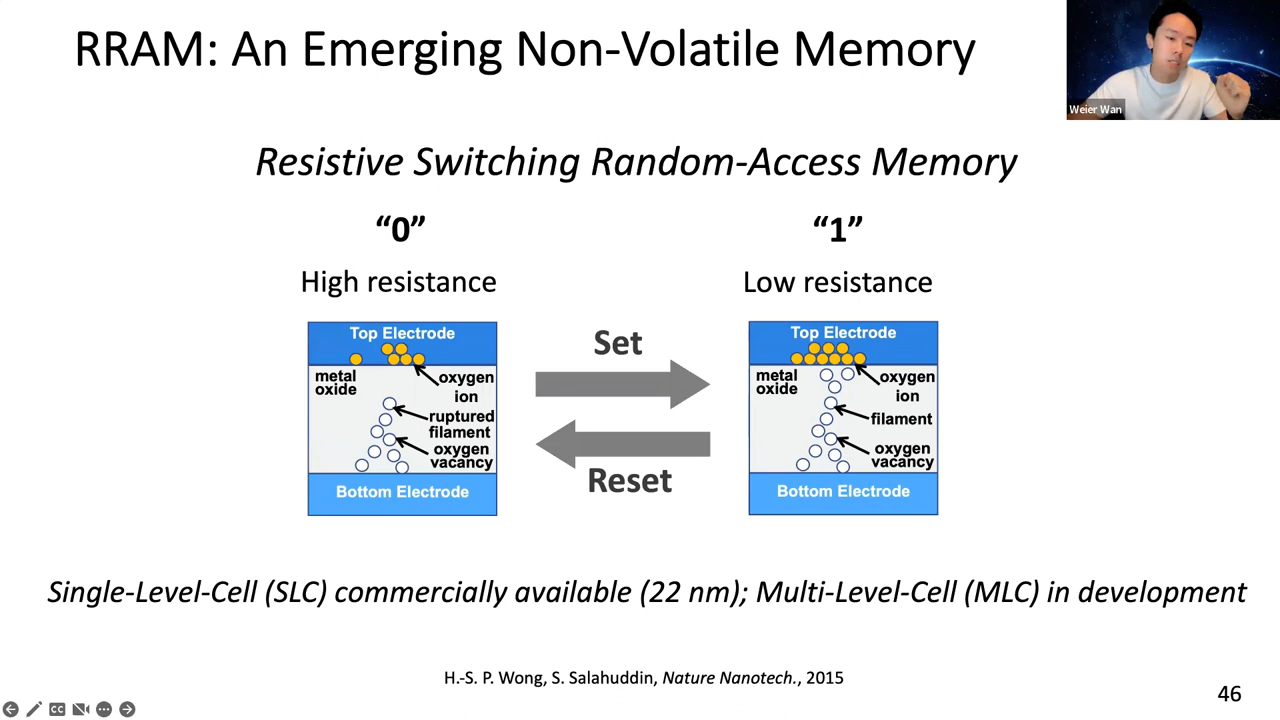 RRAM: An Emerging Non-Volatile Memory
Weier Wan
Resistive Switching Random-Access Memory
“0”
“1”
High resistance
Low resistance
Top Electrode
metal
oxide
oxygen
ion
ruptured
filament
oxygen
vacancy
Bottom Electrode
Set
Reset
Top Electrode
metal
oxide
oxygen
ion
filament
oxygen
vacancy
Bottom Electrode
Single-Level-Cell (SLC) commercially available (22 nm); Multi-Level-Cell (MLC) in development
H.-S. P. Wong, S. Salahuddin, Nature Nanotech., 2015
46
CC